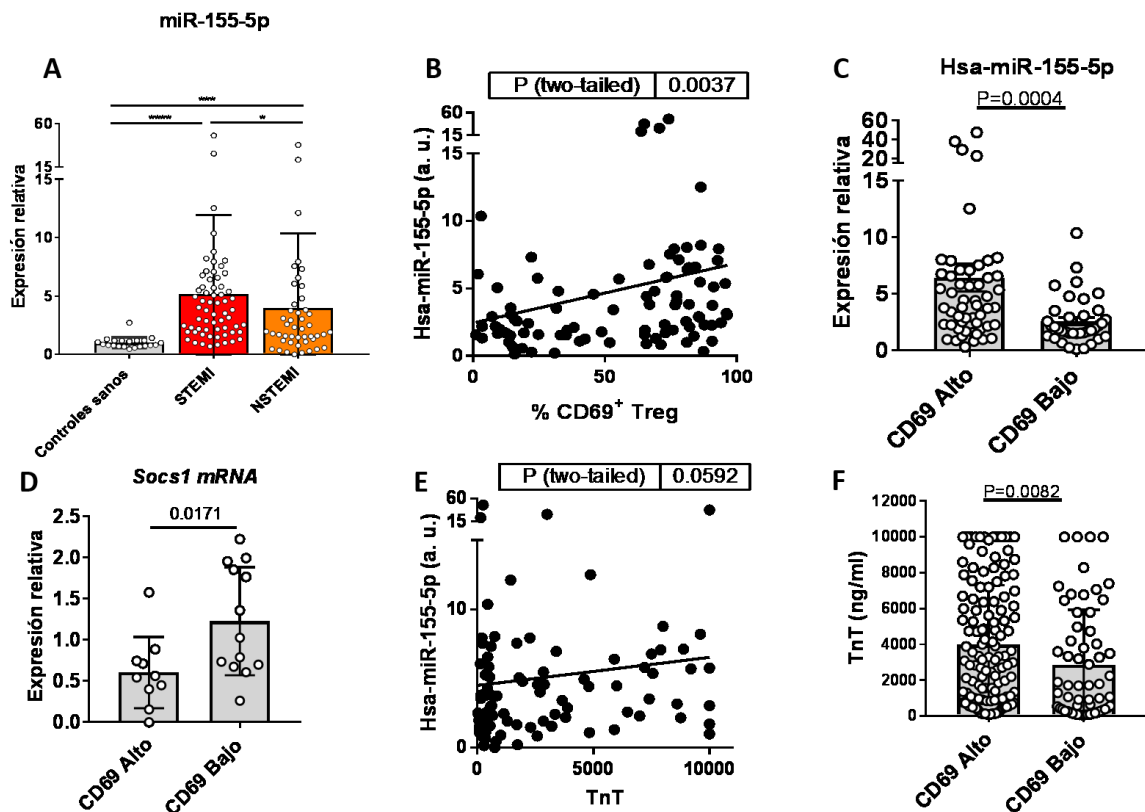 miR-155-5p
A
***
****
*
60
15
15
10
5
0
Expresión relativa
Controles sanos
STEMI
NSTEMI
B
P (two-tailed) 0.0037
60
15
15
10
5
0
Hsa-miR-155-5p (a. u.)
0 50 100
% CD69+ Treg
C
Hsa-miR-155-5p
P=0.0004
60
40
20
15
10
5
0
Expresión relativa
CD69 Alto
CD69 Bajo
D
Socs1 mRNA
0.0171
2.5
2.0
1.5
1.0
0.5
0.0
Expresión relativa
CD69 Alto
CD69 Bajo
E
P (two-tailed) 0.0592
60
15
10
0
Hsa-miR-155-5p (a. u.)
0 5000 10000
TnT
F
P=0.0082
12000
10000
8000
6000
4000
2000
0
TnT (ng/ml)
CD69 Alto
CD69 Bajo